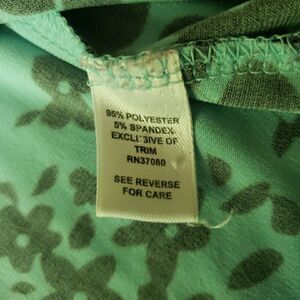 95% POLYESTER
5% SPANDEX
EXCLUSIVE OF
TRIM
RN37080
SEE REVERSE
FOR CARE